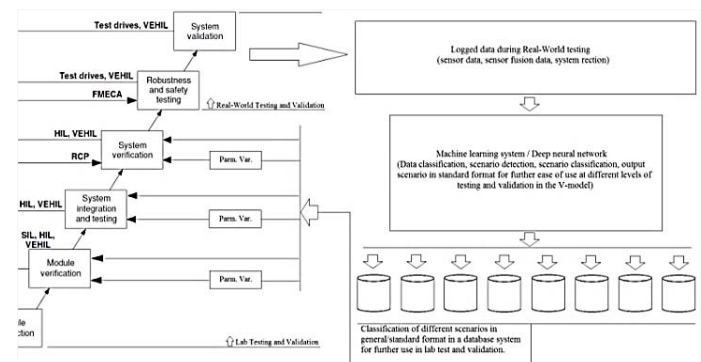 Test drives, VEHIL
System
validation
Test drives, VEHIL
FMECA
Robustness
and safety
testing
Real-World Testing and Validation
HIL, VEHIL
RCP
System
verification
Parm. Var.
HIL, VEHIL
System
integration
and testing
Parm. Var.
SIL, HIL,
VEHIL
Module
verification
Parm. Var.
le
ction
Lab Testing and Validation
Logged data during Real-World testing
(sensor data, sensor fusion data, system rection)
Machine learning system / Deep neural network
(Data classification, scenario detection, scenario classification, output
scenario in standard format for further ease of use at different levels of
testing and validation in the V-model)
Classification of different scenarios in
general/standard format in a database system
for further use in lab test and validation.